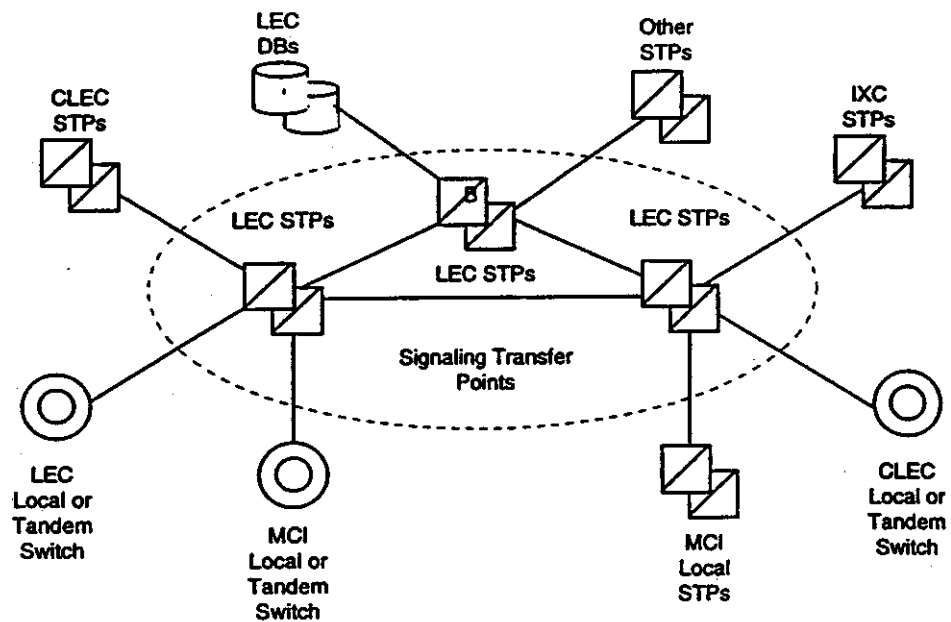 LEC
DBs
Other
STPs
CLEC
STPs
IXC
STPs
B
LEC STPs
LEC STPs
LEC STPs
Signaling Transfer
Points
LEC
Local or
Tandem
Switch
MCI
Local or
Tandem
Switch
MCI
Local
STPs
CLEC
Local or
Tandem
Switch